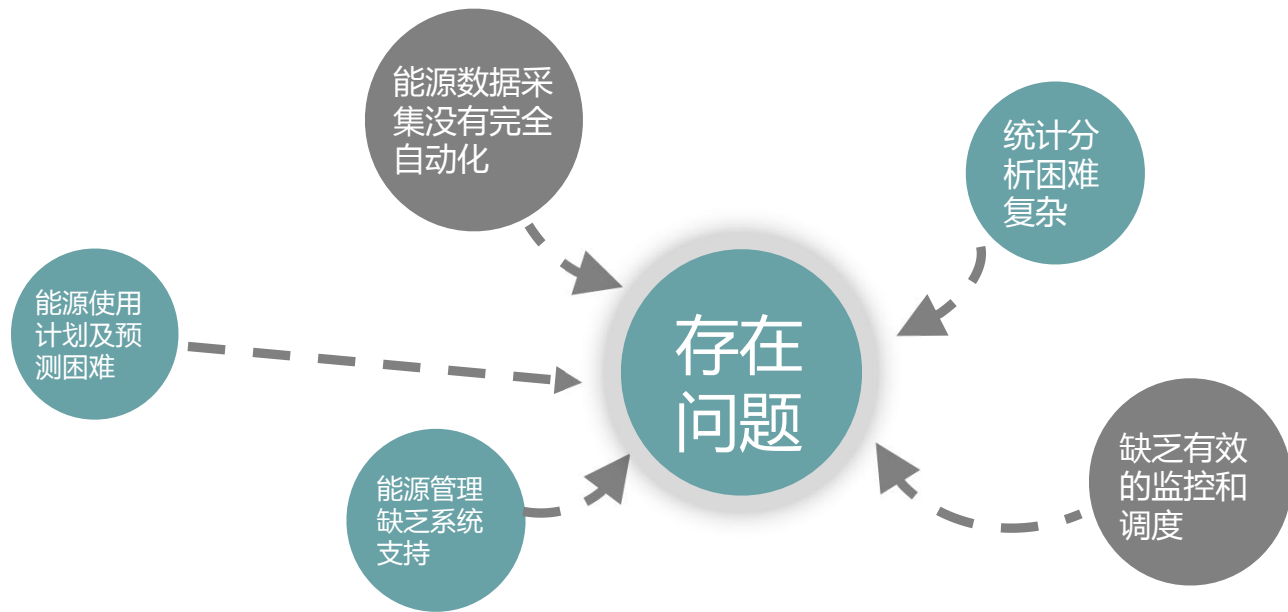 能源数据采
集没有完全
自动化
统计分
析困难
复杂
能源使用
计划及预
测困难
存在
问题
缺乏有效
的监控和
调度
能源管理
缺乏系统
支持